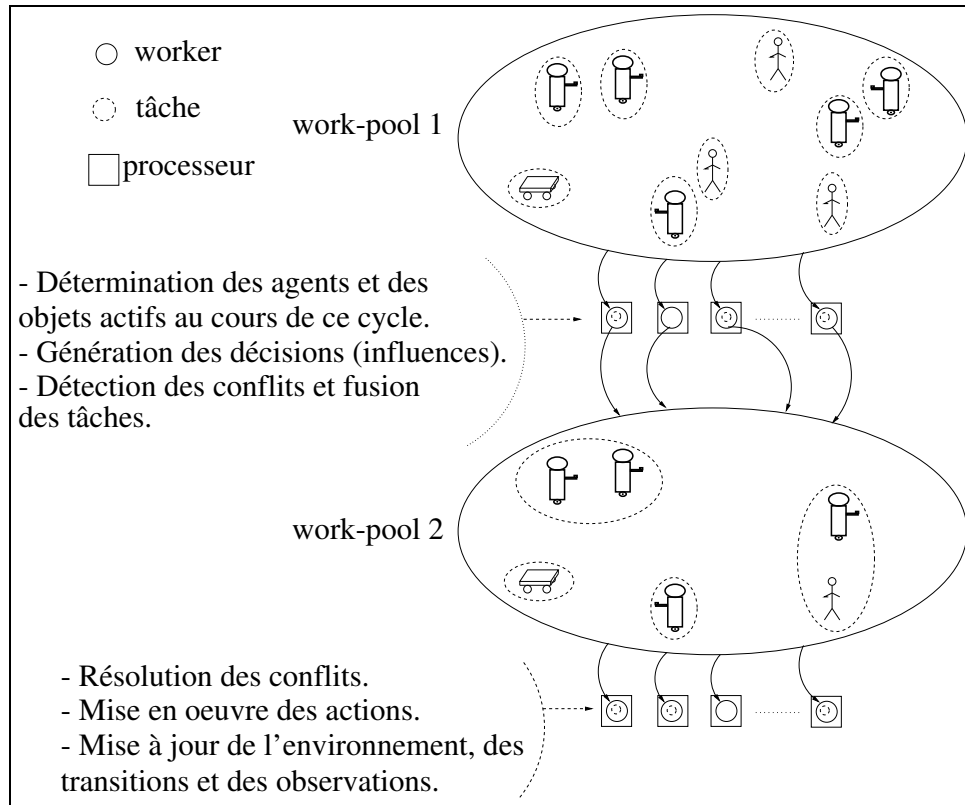 worker
tâche
processeur
work-pool 1
- Détermination des agents et des
objets actifs au cours de ce cycle.
- Génération des décisions (influences).
- Détection des conflits et fusion
des tâches.
work-pool 2
- Résolution des conflits.
- Mise en oeuvre des actions.
- Mise à jour de l'environnement, des
transitions et des observations.